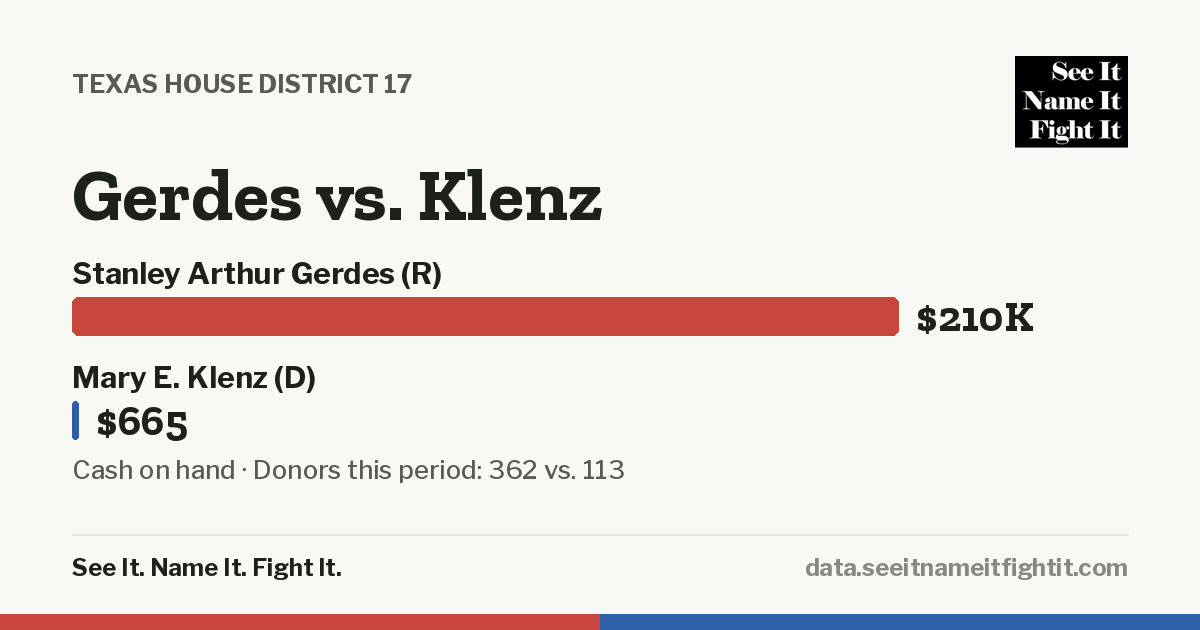 TEXAS HOUSE DISTRICT 17
See It
Name It
Fight It
Gerdes vs. Klenz
Stanley Arthur Gerdes (R)
$210K
Mary E. Klenz (D)
$665
Cash on hand · Donors this period: 362 vs. 113
See It. Name It. Fight It.
data.seeitnameitfightit.com